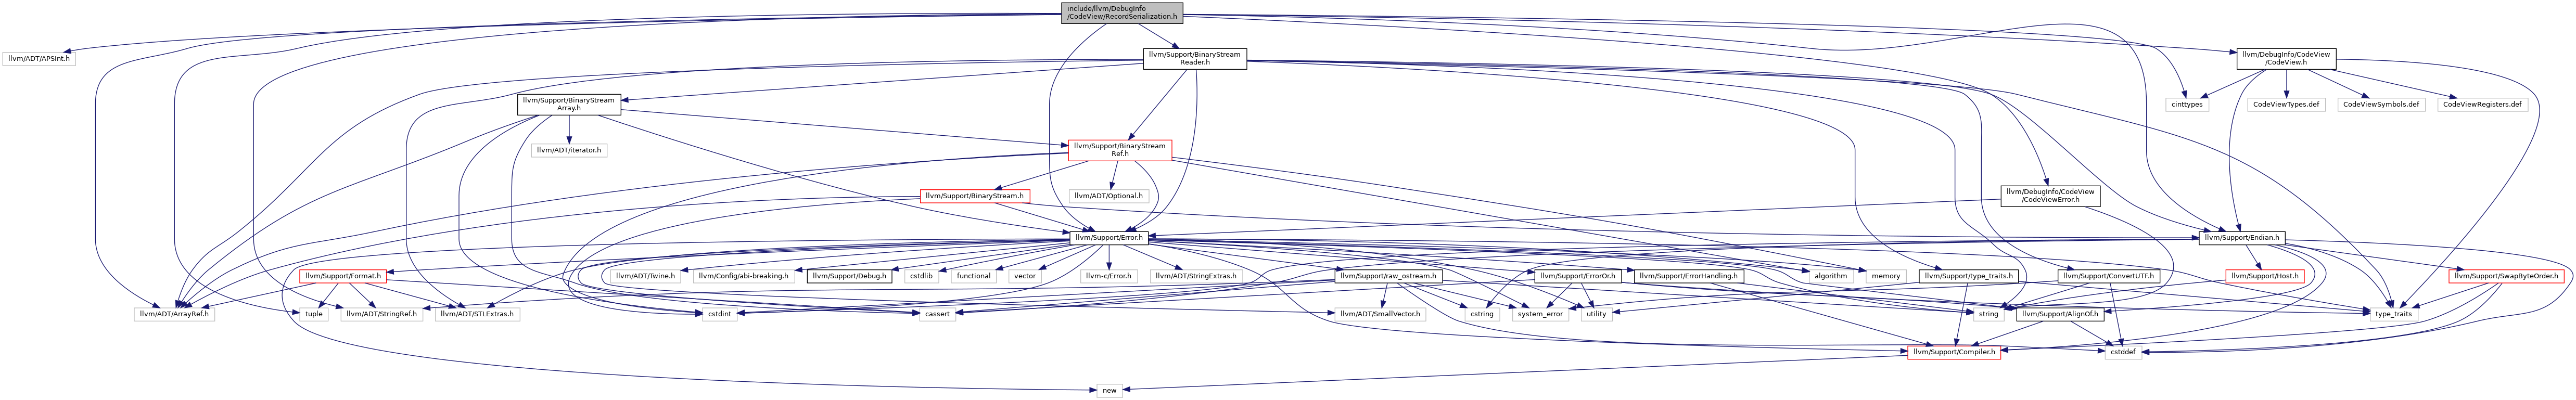 include/llvm/DebugInfo
/CodeView/RecordSerialization.h
llvm/ADT/APSInt.h
llvm/Support/BinaryStream
Reader.h
llvm/DebugInfo/CodeView
/CodeView.h
llvm/Support/BinaryStream
Array.h
cinttypes
CodeViewTypes.def
CodeViewSymbols.def
CodeViewRegisters.def
llvm/ADT/iterator.h
llvm/Support/BinaryStream
Ref.h
llvm/Support/BinaryStream.h
llvm/ADT/Optional.h
llvm/DebugInfo/CodeView
/CodeViewError.h
llvm/Support/Error.h
llvm/Support/Endian.h
llvm/Support/Format.h
llvm/ADT/Twine.h
llvm/Config/abi-breaking.h
llvm/Support/Debug.h
cstdlib
functional
vector
llvm-c/Error.h
llvm/ADT/StringExtras.h
llvm/Support/raw_ostream.h
llvm/Support/ErrorOr.h
llvm/Support/ErrorHandling.h
algorithm
memory
llvm/Support/type_traits.h
llvm/Support/ConvertUTF.h
llvm/Support/Host.h
llvm/Support/SwapByteOrder.h
llvm/ADT/ArrayRef.h
tuple
llvm/ADT/StringRef.h
llvm/ADT/STLExtras.h
cstdint
cassert
llvm/ADT/SmallVector.h
cstring
system_error
utility
string
llvm/Support/AlignOf.h
type_traits
llvm/Support/Compiler.h
cstddef
new